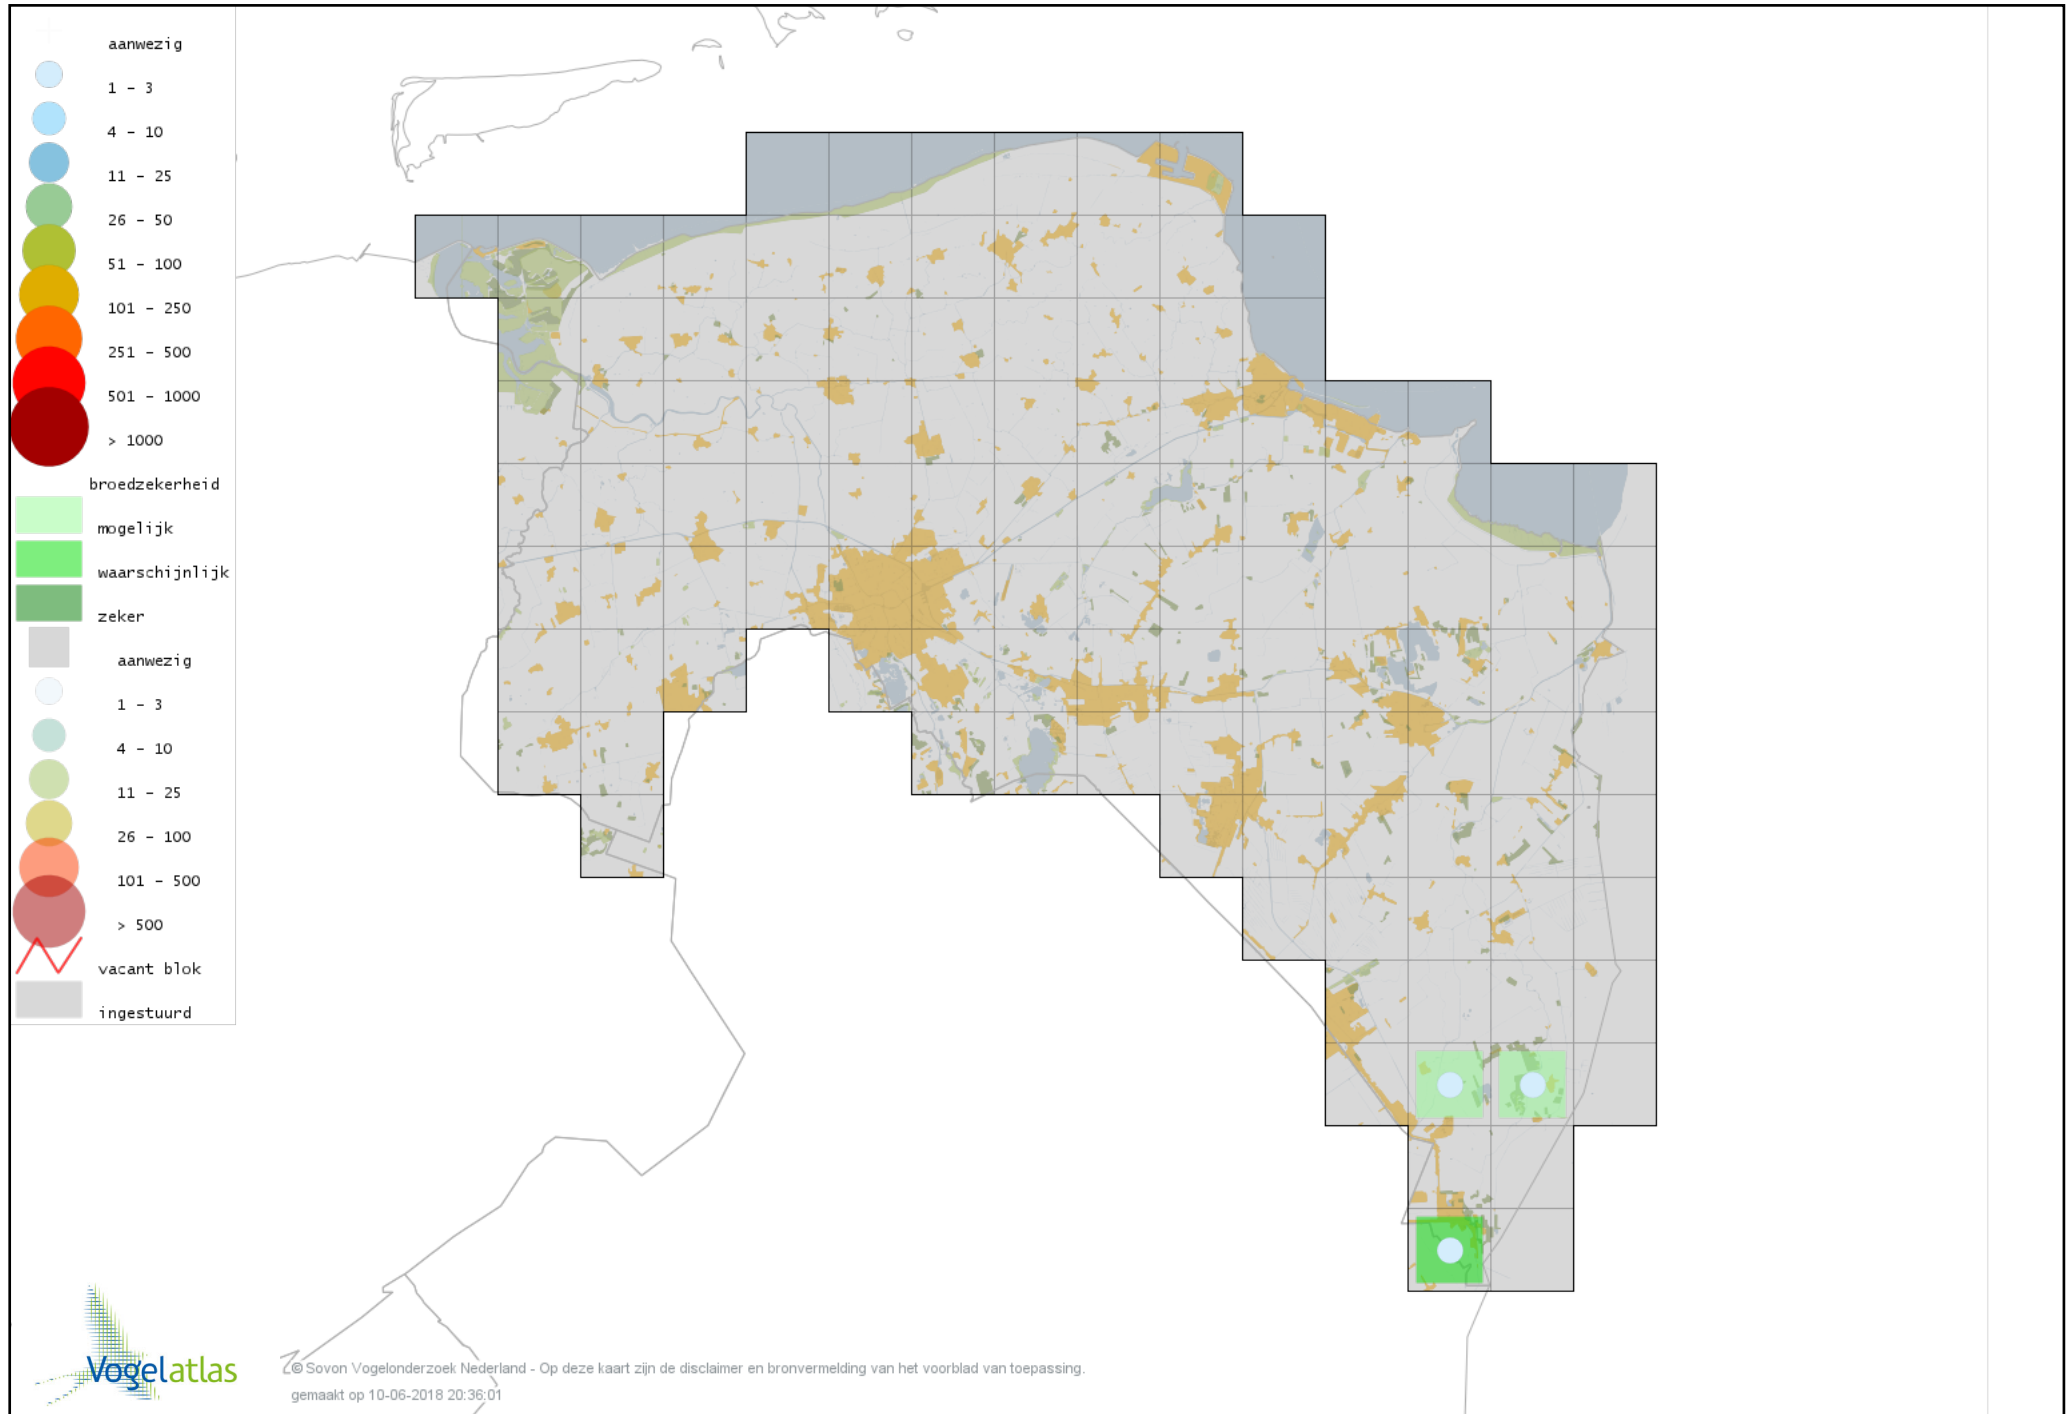 aanwezig
1 - 3
4 - 10
11 - 25
26 - 50
51 - 100
101 - 250
251 - 500
501 - 1000
> 1000
broedzekerheid
mogelijk
waarschijnlijk
zeker
aanwezig
1 - 3
4 - 10
11 - 25
26 - 100
101 - 500
> 500
vacant blok
ingestuurd
Vogelatlas
© Sovon Vogelonderzoek Nederland - Op deze kaart zijn de disclaimer en bronvermelding van het voorblad van toepassing.
gemaakt op 10-06-2018 20:36:01